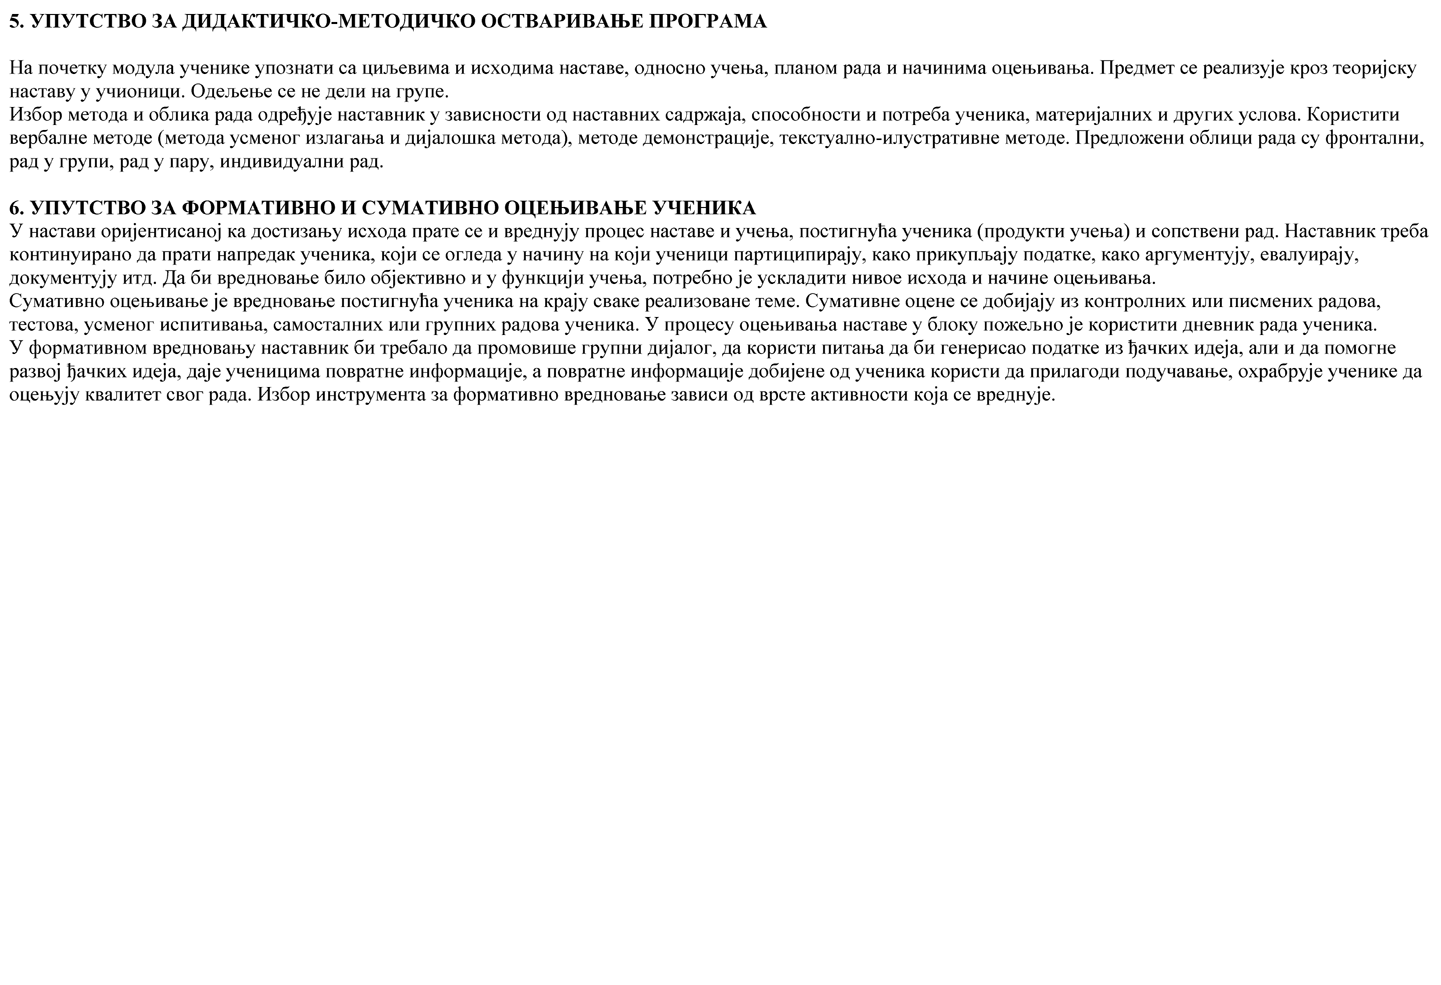 5. УПУТСТВО ЗА ДИДАКТИЧКО-МЕТОДИЧКО ОСТВАРИВАЊЕ ПРОГРАМА
На почетку модула ученике упознати са циљевима и исходима наставе, односно учења, планом рада и начинима оцењивања. Предмет се реализује кроз теоријску
наставу у учионици. Одељење се не дели на групе.
Избор метода и облика рада одређује наставник у зависности од наставних садржаја, способности и потреба ученика, материјалних и других услова. Користити
вербалне методе (метода усменог излагања и дијалошка метода), методе демонстрације, текстуално-илустративне методе. Предложени облици рада су фронтални,
рад у групи, рад у пару, индивидуални рад.
6. УПУТСТВО ЗА ФОРМАТИВНО И СУМАТИВНО ОЦЕЊИВАЊЕ УЧЕНИКА
У настави оријентисаној ка достизању исхода прате се и вреднују процес наставе и учења, постигнућа ученика (продукти учења) и сопствени рад. Наставник треба
континуирано да прати напредак ученика, који се огледа у начину на који ученици партиципирају, како прикупљају податке, како аргументују, евалуирају,
документују итд. Да би вредновање било објективно и у функцији учења, потребно је ускладити нивое исхода и начине оцењивања.
Сумативно оцењивање је вредновање постигнућа ученика на крају сваке реализоване теме. Сумативне оцене се добијају из контролних или писмених радова,
тестова, усменог испитивања, самосталних или групних радова ученика. У процесу оцењивања наставе у блоку пожељно је користити дневник рада ученика.
У формативном вредновању наставник би требало да промовише групни дијалог, да користи питања да би генерисао податке из ђачких идеја, али и да помогне
развој ђачких идеја, даје ученицима повратне информације, а повратне информације добијене од ученика користи да прилагоди подучавање, охрабрује ученике да
оцењују квалитет свог рада. Избор инструмента за формативно вредновање зависи од врсте активности која се вреднује.